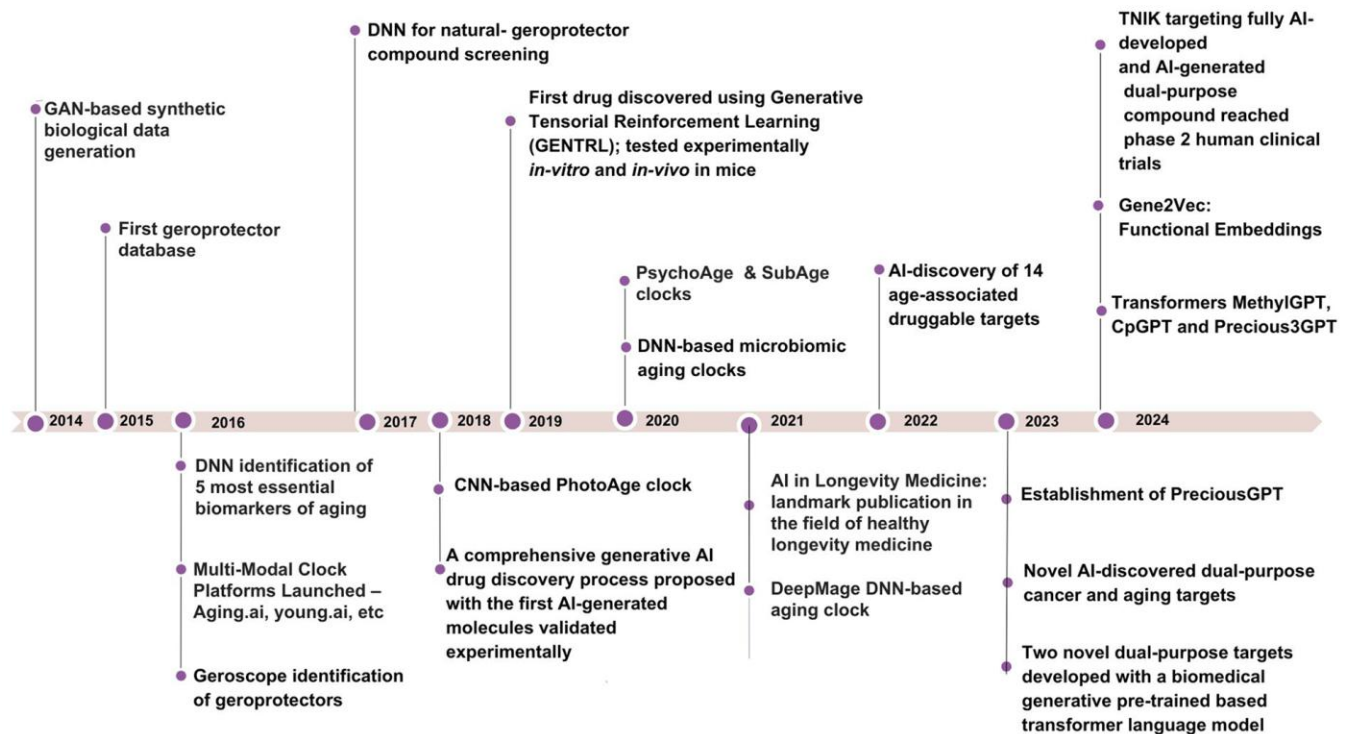 DNN for natural- geroprotector
compound screening
TNIK targeting fully AI-
developed
and AI-generated
dual-purpose
compound reached
phase 2 human clinical
trials
GAN-based synthetic
biological data
generation
First drug discovered using Generative
Tensorial Reinforcement Learning
(GENTRL); tested experimentally
in-vitro and in-vivo in mice
First geroprotector
database
Gene2Vec:
Functional Embeddings
PsychoAge & SubAge
clocks
DNN-based microbiomic
aging clocks
AI-discovery of 14
age-associated
druggable targets
Transformers MethylGPT,
CpGPT and Precious3GPT
2014
2015
2016
2017
2018
2019
2020
2021
2022
2023
2024
DNN identification of
5 most essential
biomarkers of aging
Multi-Modal Clock
Platforms Launched –
Aging.ai, young.ai, etc
Geroscope identification
of geroprotectors
CNN-based PhotoAge clock
A comprehensive generative AI
drug discovery process proposed
with the first AI-generated
molecules validated
experimentally
AI in Longevity Medicine:
landmark publication in
the field of healthy
longevity medicine
DeepMage DNN-based
aging clock
Establishment of PreciousGPT
Novel AI-discovered dual-purpose
cancer and aging targets
Two novel dual-purpose targets
developed with a biomedical
generative pre-trained based
transformer language model